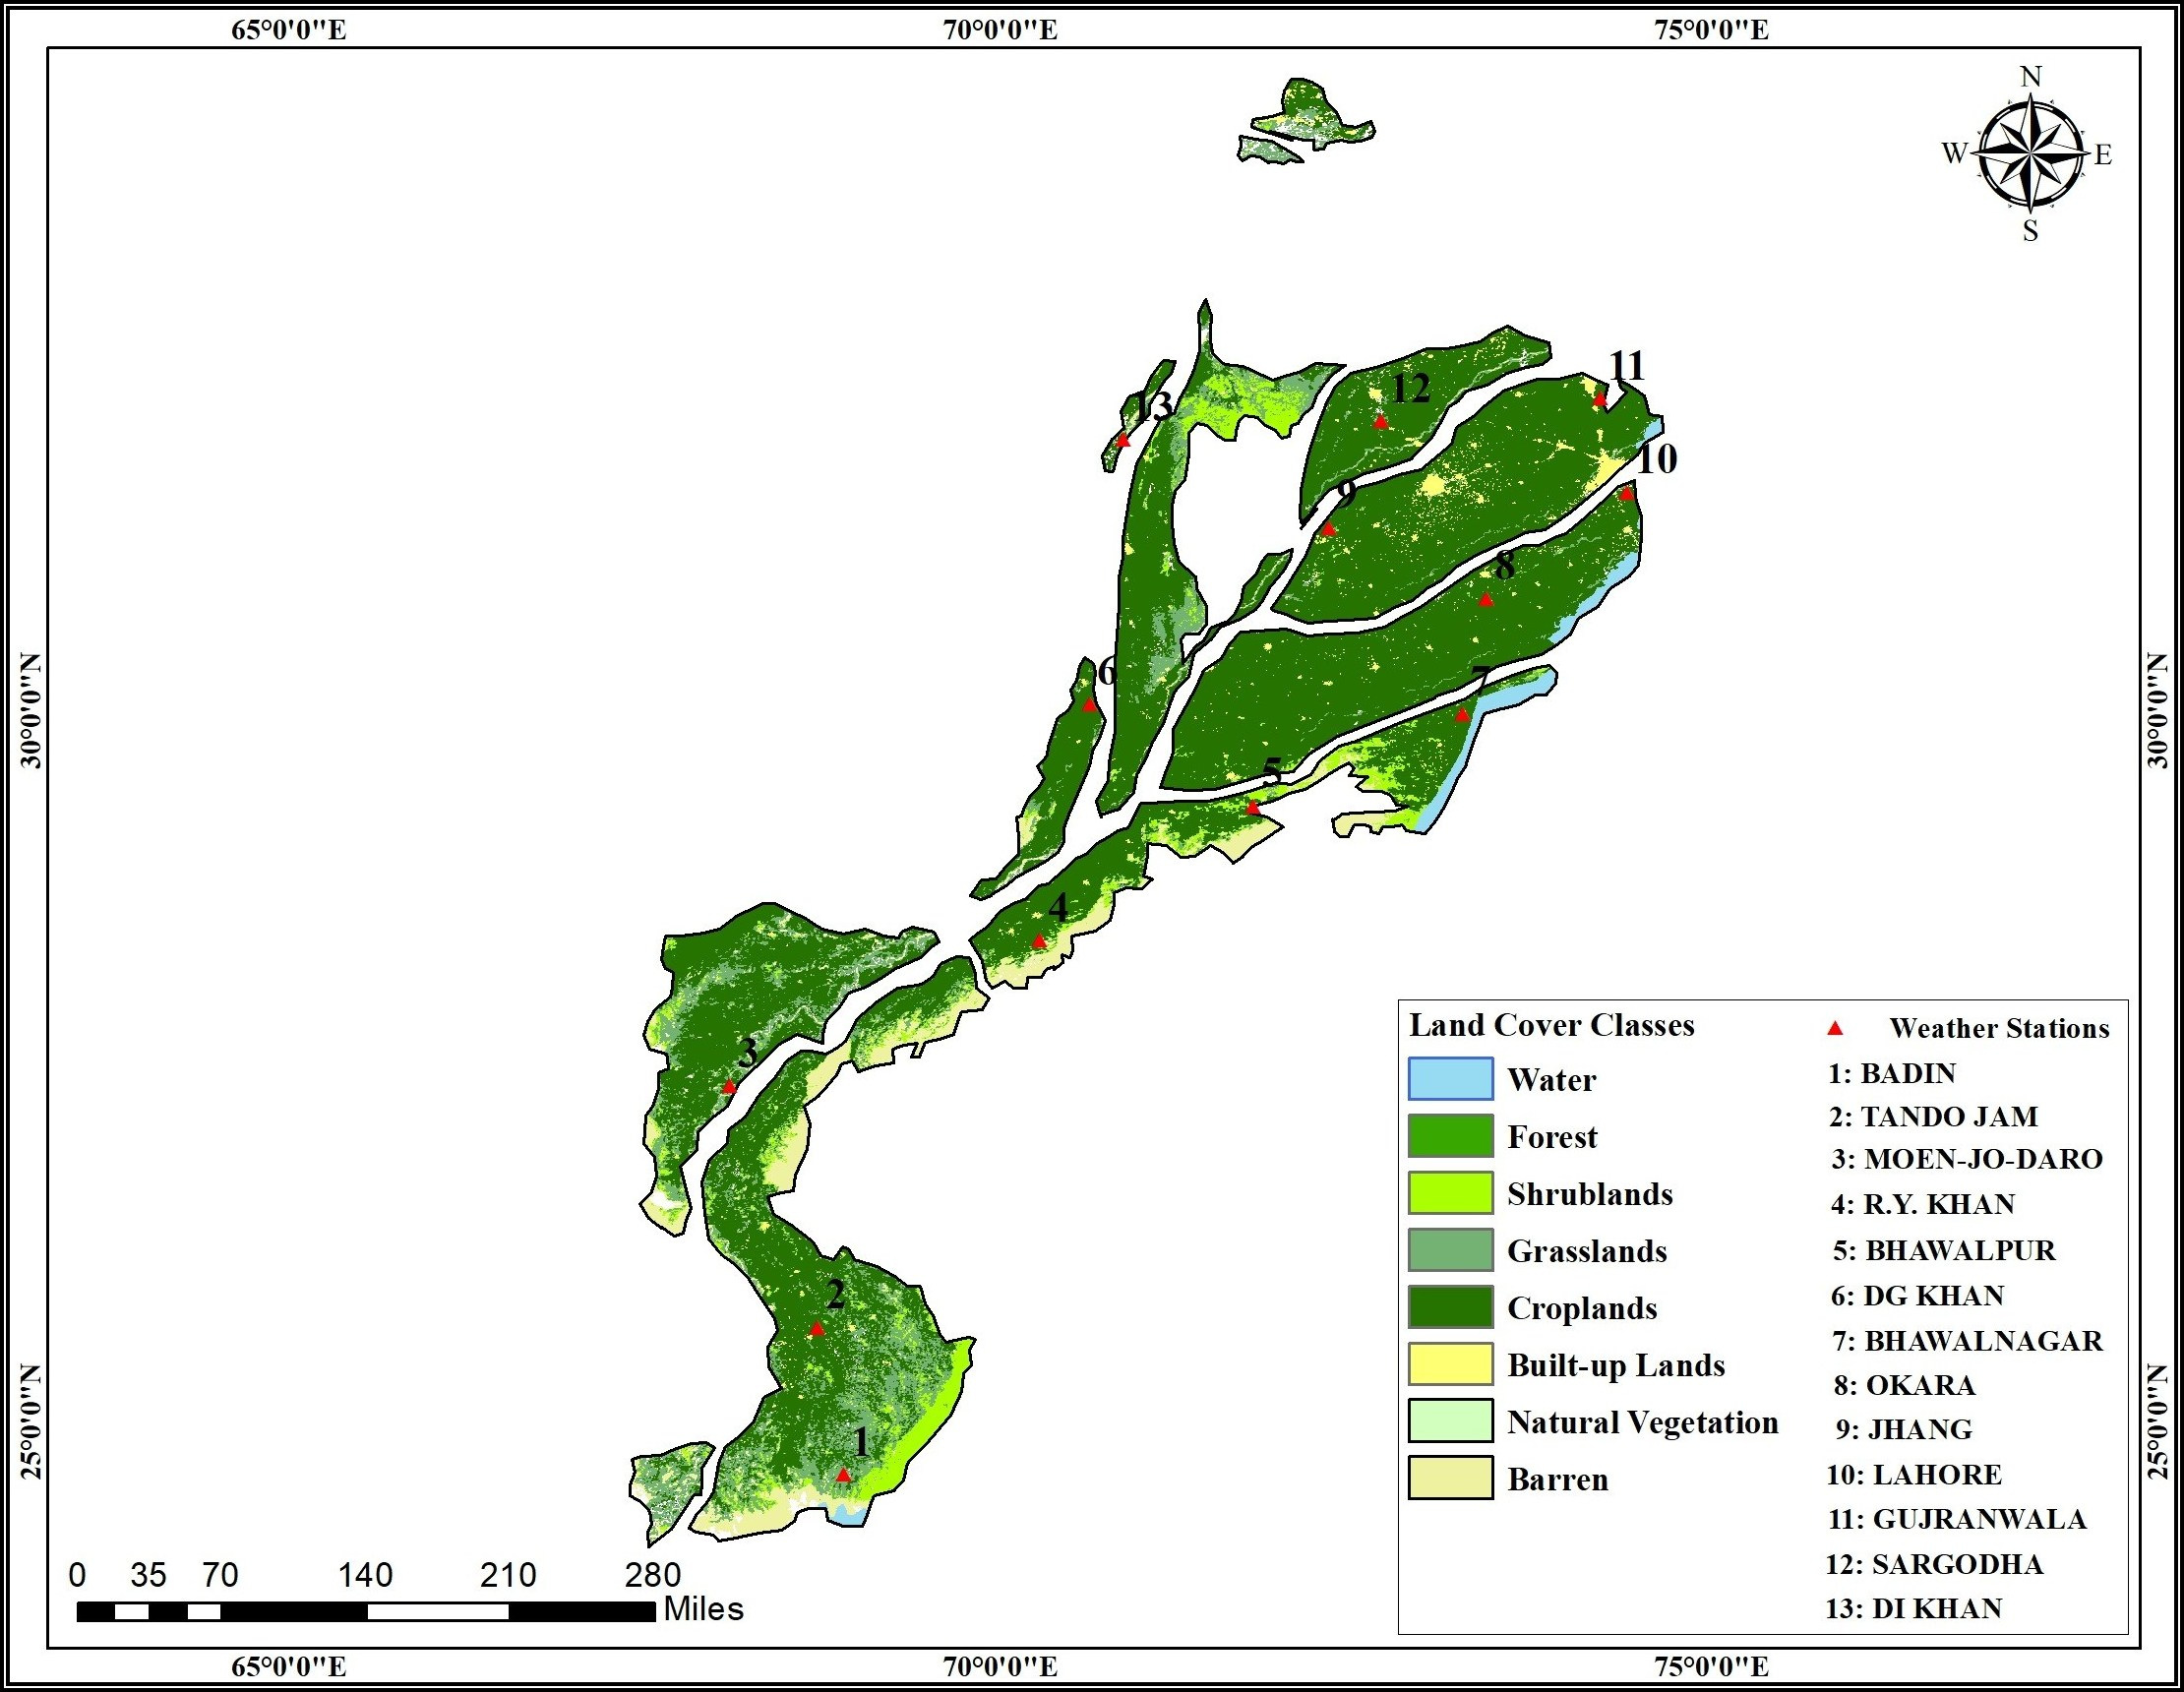 65°0'0"E 70°0'0"E 75°0'0"E
N
W E
S
11
12
13
10
9
8
6
7
5
4
3
2
1
30°0'0"N
30°0'0"N
25°0'0"N
25°0'0"N
Land Cover Classes
Water
Forest
Shrublands
Grasslands
Croplands
Built-up Lands
Natural Vegetation
Barren
Weather Stations
1: BADIN
2: TANDO JAM
3: MOEN-JO-DARO
4: R.Y. KHAN
5: BHAWALPUR
6: DG KHAN
7: BHAWALNAGAR
8: OKARA
9: JHANG
10: LAHORE
11: GUJRANWALA
12: SARGODHA
13: DI KHAN
0 35 70 140 210 280
Miles
65°0'0"E 70°0'0"E 75°0'0"E